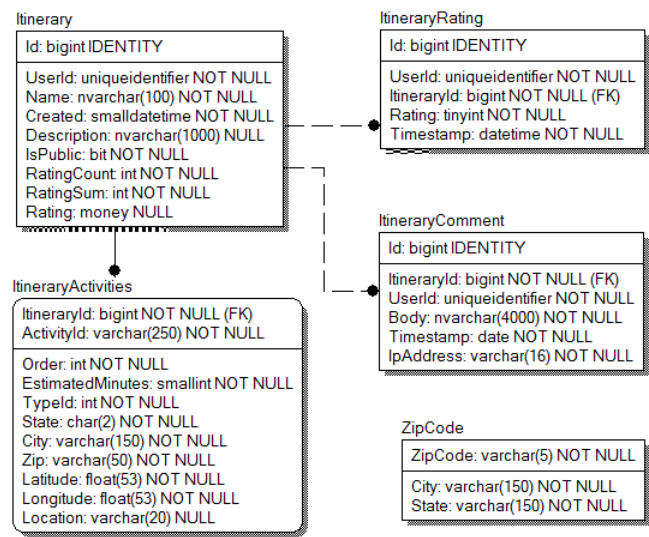 Itinerary
Id: bigint IDENTITY
UserId: uniqueidentifier NOT NULL
Name: nvarchar(100) NOT NULL
Created: smalldatetime NOT NULL
Description: nvarchar(1000) NULL
IsPublic: bit NOT NULL
RatingCount: int NOT NULL
RatingSum: int NOT NULL
Rating: money NULL
ItineraryRating
Id: bigint IDENTITY
UserId: uniqueidentifier NOT NULL
ItineraryId: bigint NOT NULL (FK)
Rating: tinyint NOT NULL
Timestamp: datetime NOT NULL
ItineraryComment
Id: bigint IDENTITY
ItineraryId: bigint NOT NULL (FK)
UserId: uniqueidentifier NOT NULL
Body: nvarchar(4000) NOT NULL
Timestamp: date NOT NULL
IpAddress: varchar(16) NOT NULL
ItineraryActivities
ItineraryId: bigint NOT NULL (FK)
ActivityId: varchar(250) NOT NULL
Order: int NOT NULL
EstimatedMinutes: smallint NOT NULL
TypeId: int NOT NULL
State: char(2) NOT NULL
City: varchar(150) NOT NULL
Zip: varchar(50) NOT NULL
Latitude: float(53) NOT NULL
Longitude: float(53) NOT NULL
Location: varchar(20) NULL
ZipCode
ZipCode: varchar(5) NOT NULL
City: varchar(150) NOT NULL
State: varchar(150) NOT NULL